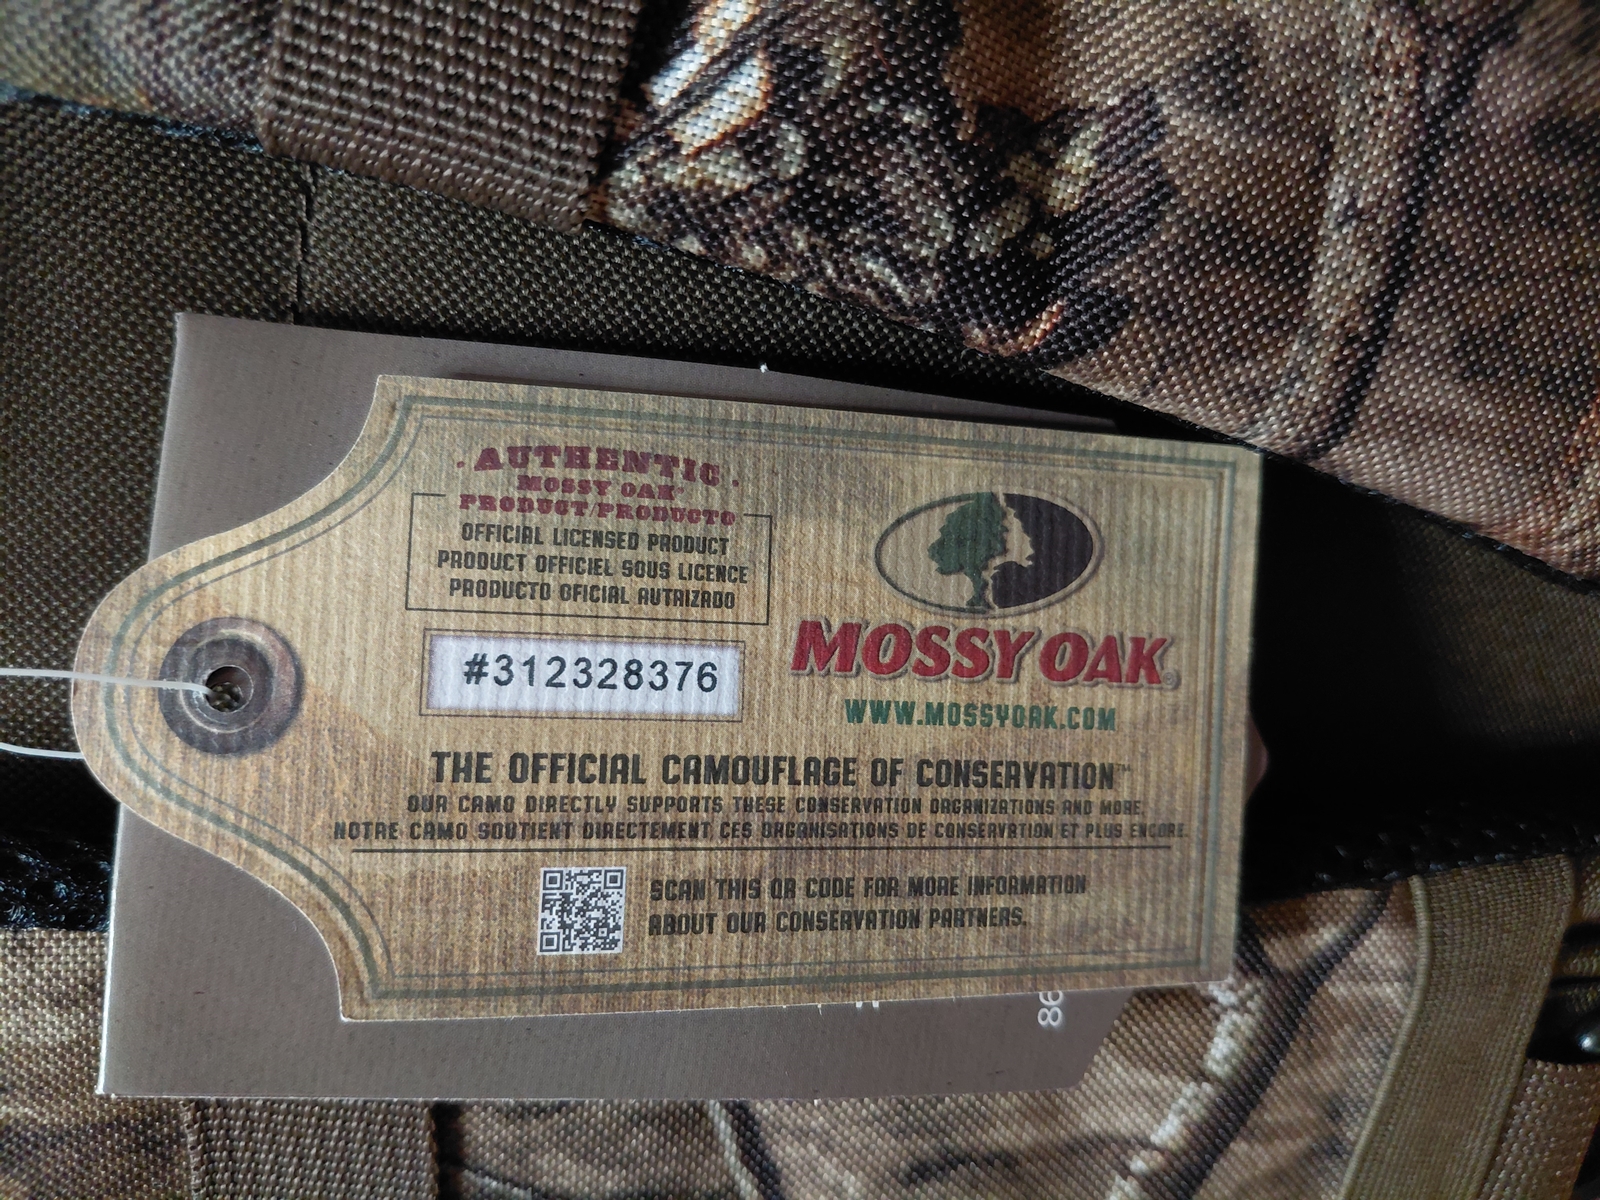 ·AUTHENTIC·
MOSSY OAK®
PRODUCT/PRODUCTO
OFFICIAL LICENSED PRODUCT
PRODUCT OFFICIEL SOUS LICENCE
PRODUCTO OFICIAL AUTRIZADO
#312328376
MOSSY OAK®
WWW.MOSSYOAK.COM
THE OFFICIAL CAMOUFLAGE OF CONSERVATION™
OUR CAMO DIRECTLY SUPPORTS THESE CONSERVATION ORGANIZATIONS AND MORE.
NOTRE CAMO SOUTIENT DIRECTEMENT CES ORGANISATIONS DE CONSERVATION ET PLUS ENCORE.
SCAN THIS QR CODE FOR MORE INFORMATION
ABOUT OUR CONSERVATION PARTNERS.
86